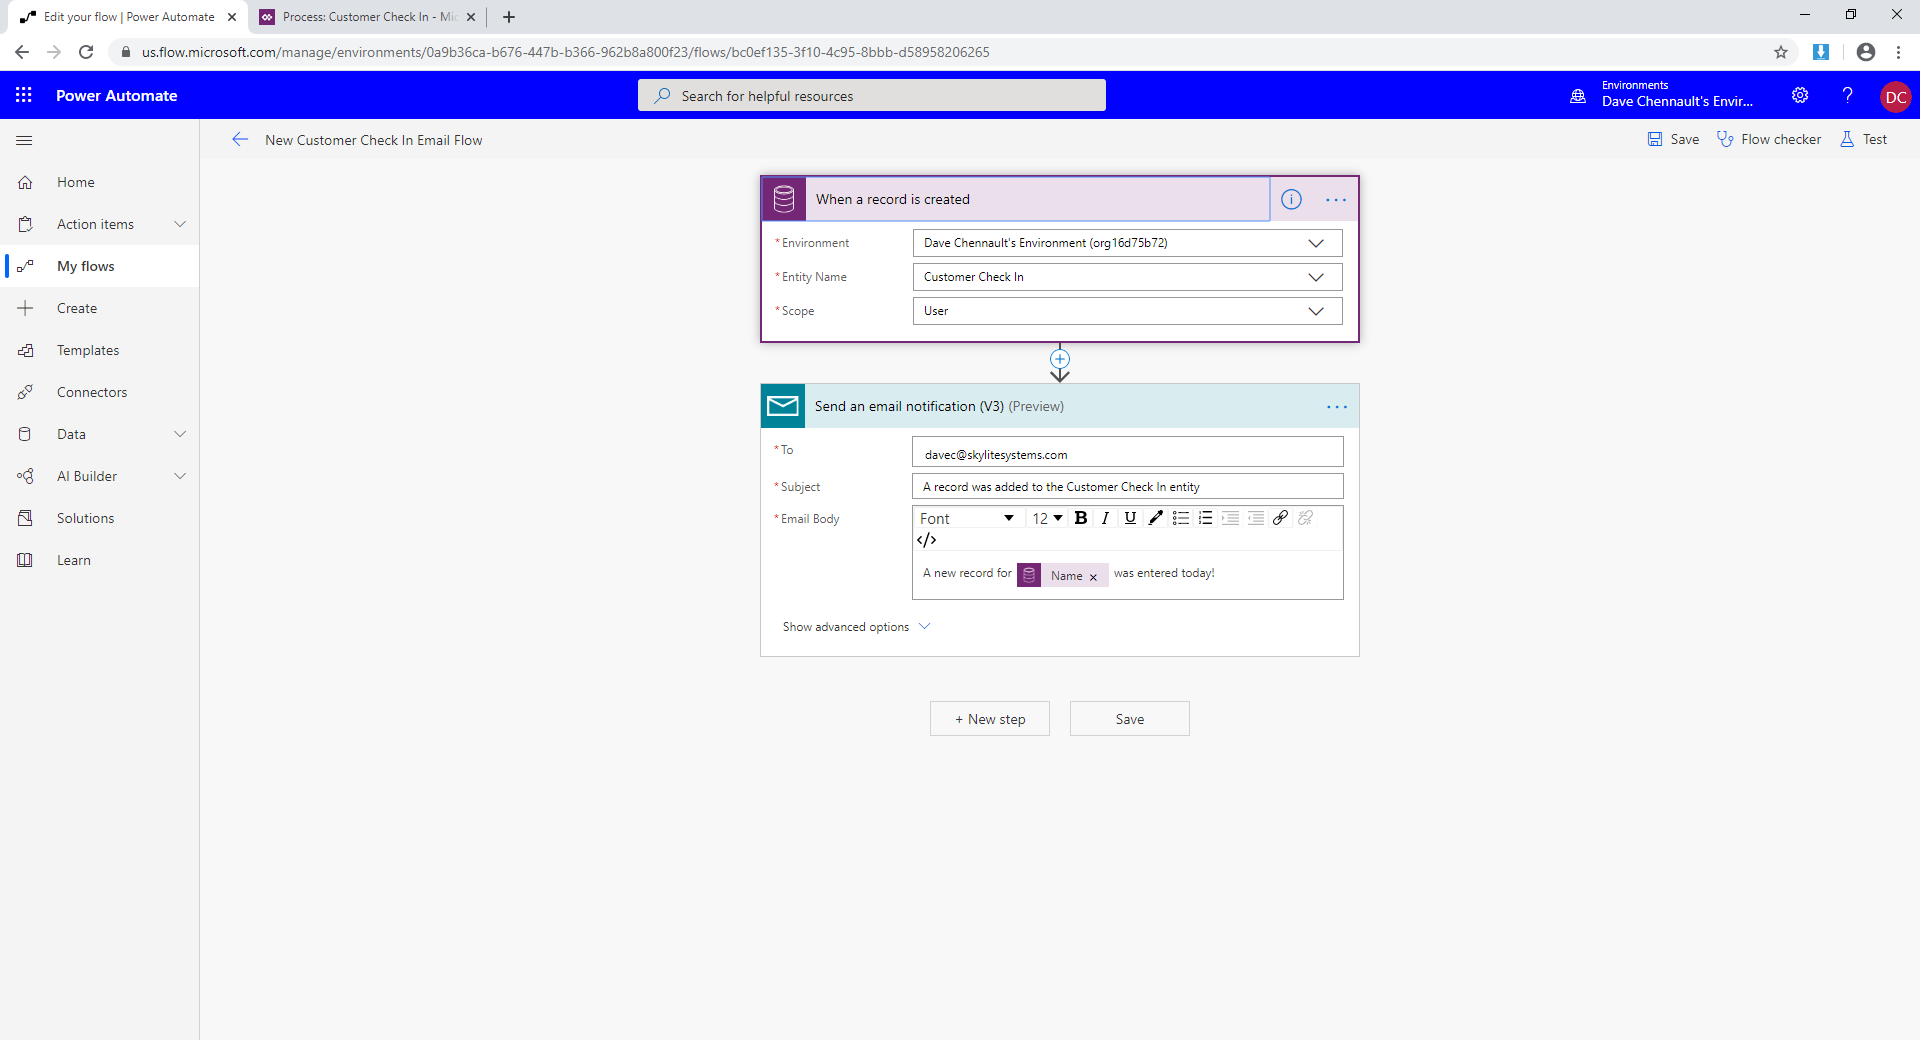 Edit your flow | Power Automate
Process: Customer Check In - Mic
us.flow.microsoft.com/manage/environments/0a9b36ca-b676-447b-b366-962b8a800f23/flows/bc0ef135-3f10-4c95-8bbb-d58958206265
Power Automate
Search for helpful resources
Environments
Dave Chennault's Envir...
?
DC
New Customer Check In Email Flow
Save
Flow checker
Test
Home
Action items
My flows
Create
Templates
Connectors
Data
AI Builder
Solutions
Learn
When a record is created
* Environment
Dave Chennault's Environment (org16d75b72)
* Entity Name
Customer Check In
* Scope
User
Send an email notification (V3) (Preview)
* To
davec@skylitesystems.com
* Subject
A record was added to the Customer Check In entity
* Email Body
Font 12 B I U
</>
A new record for Name x was entered today!
Show advanced options
+ New step
Save